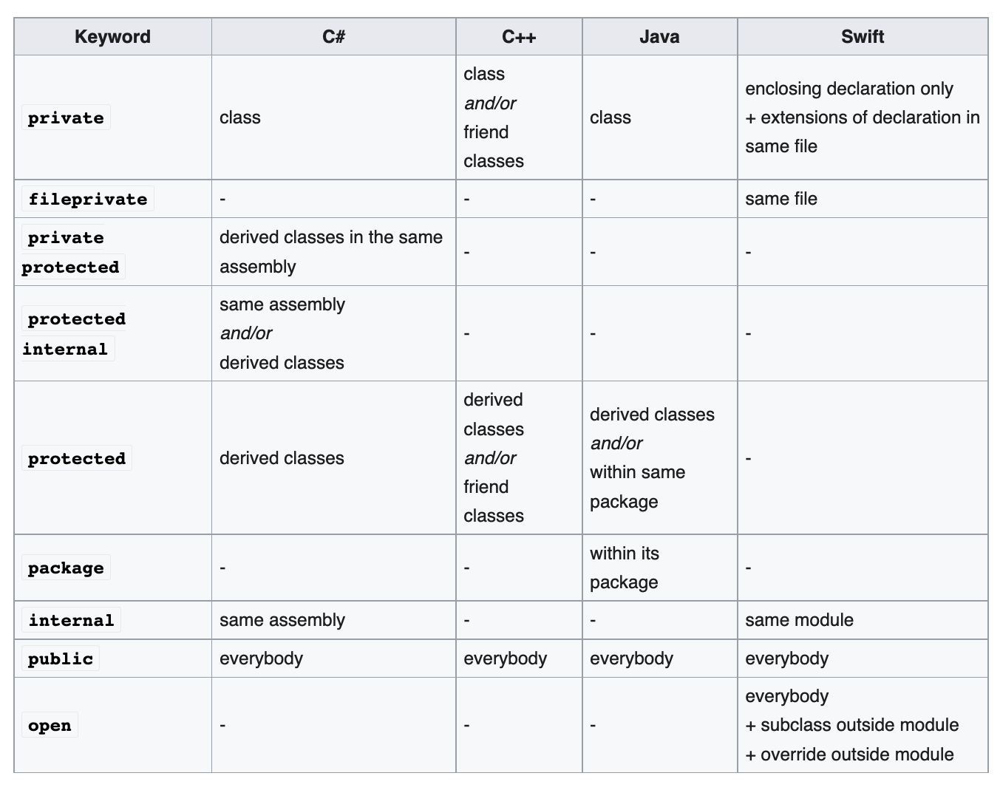 Keyword C# C++ Java Swift
private class class and/or friend classes class enclosing declaration only + extensions of declaration in same file
fileprivate - - - same file
private protected derived classes in the same assembly - - -
protected internal same assembly and/or derived classes - - -
protected derived classes derived classes and/or friend classes derived classes and/or within same package -
package - - within its package -
internal same assembly - - same module
public everybody everybody everybody everybody
open - - - everybody + subclass outside module + override outside module